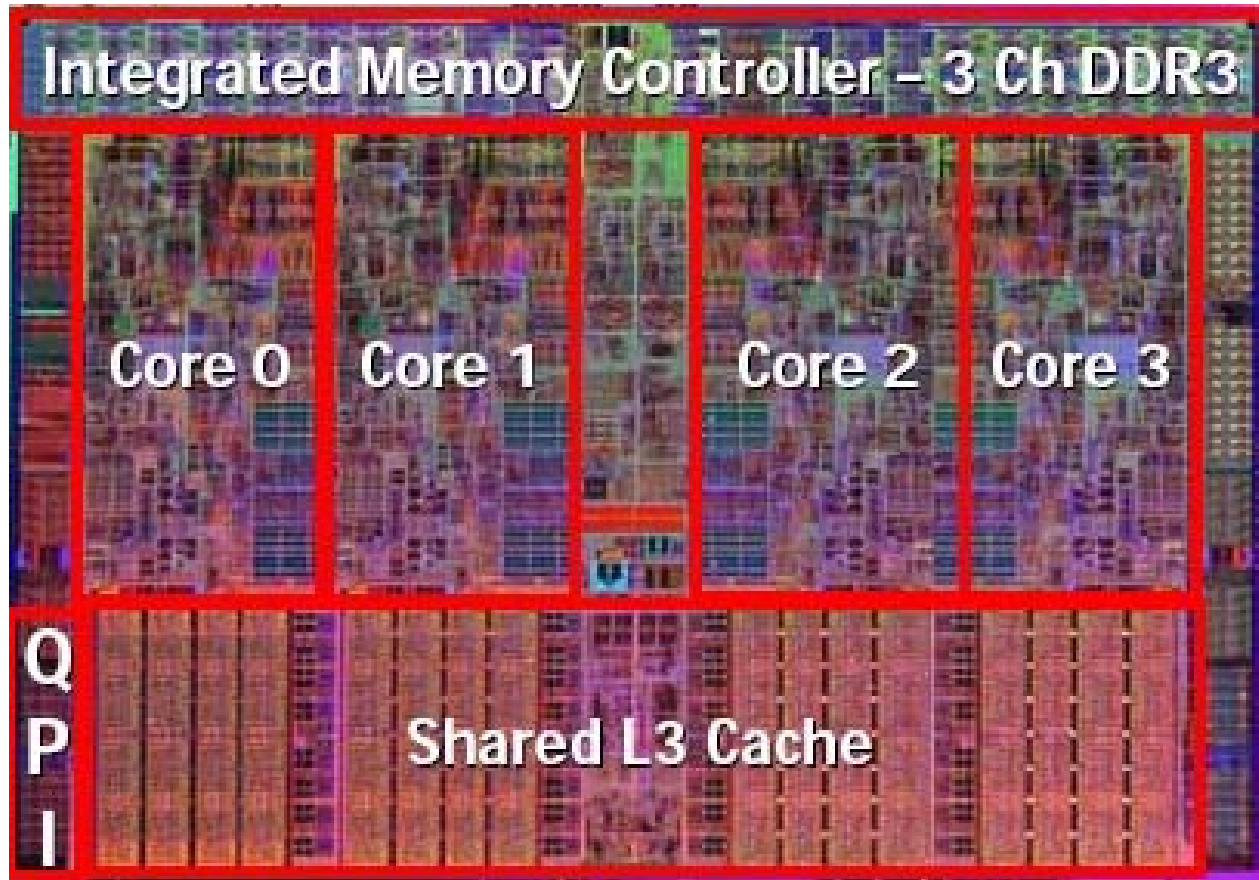 Integrated Memory Controller – 3 Ch DDR3
Core 0
Core 1
Core 2
Core 3
Q
P
I
Shared L3 Cache